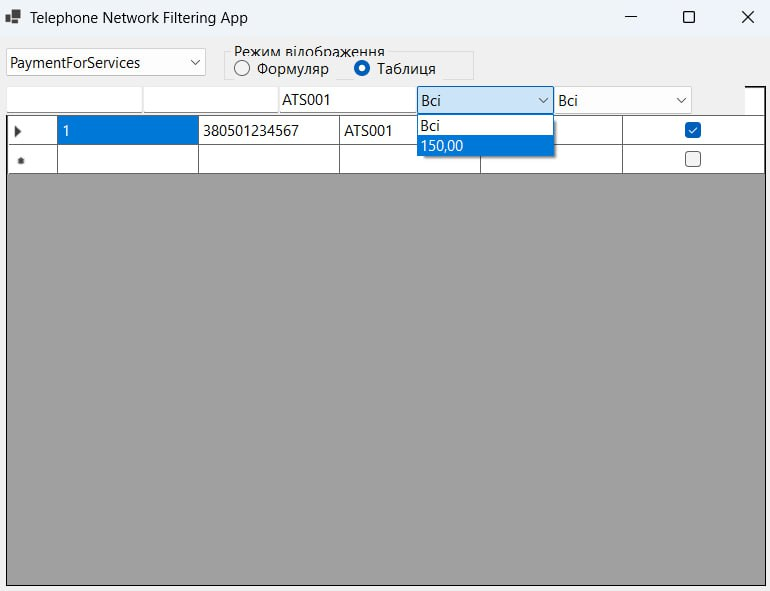 Telephone Network Filtering App
PaymentForServices
Режим відображення
Формуляр
Таблиця
ATS001
Всі
Всі
1
380501234567
ATS001
Всі
150,00